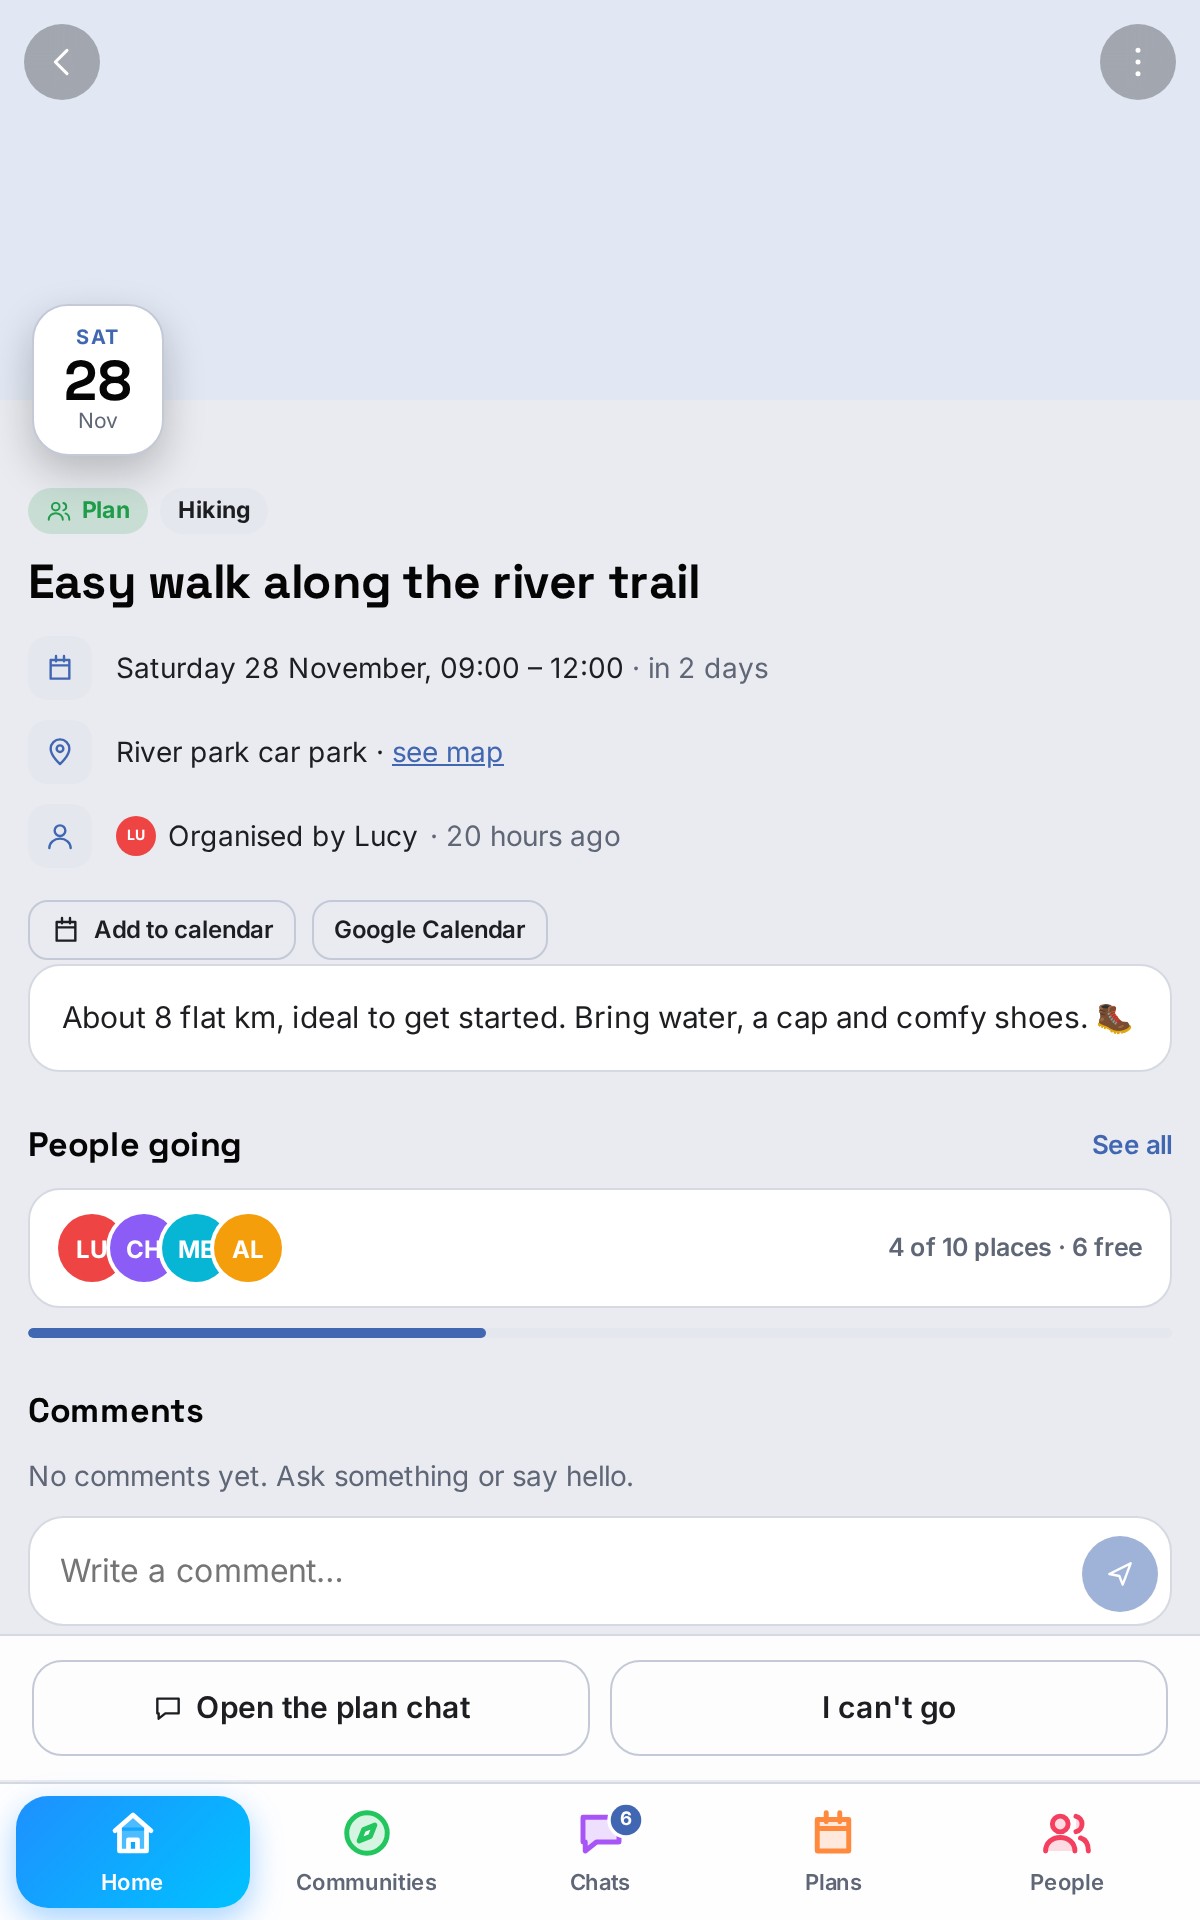 SAT
28
Nov
Plan
Hiking
Easy walk along the river trail
Saturday 28 November, 09:00 – 12:00 · in 2 days
River park car park · see map
LU Organised by Lucy · 20 hours ago
Add to calendar
Google Calendar
About 8 flat km, ideal to get started. Bring water, a cap and comfy shoes. 🥾
People going
See all
LU CH ME AL
4 of 10 places · 6 free
Comments
No comments yet. Ask something or say hello.
Write a comment...
Open the plan chat
I can't go
6
Home
Communities
Chats
Plans
People